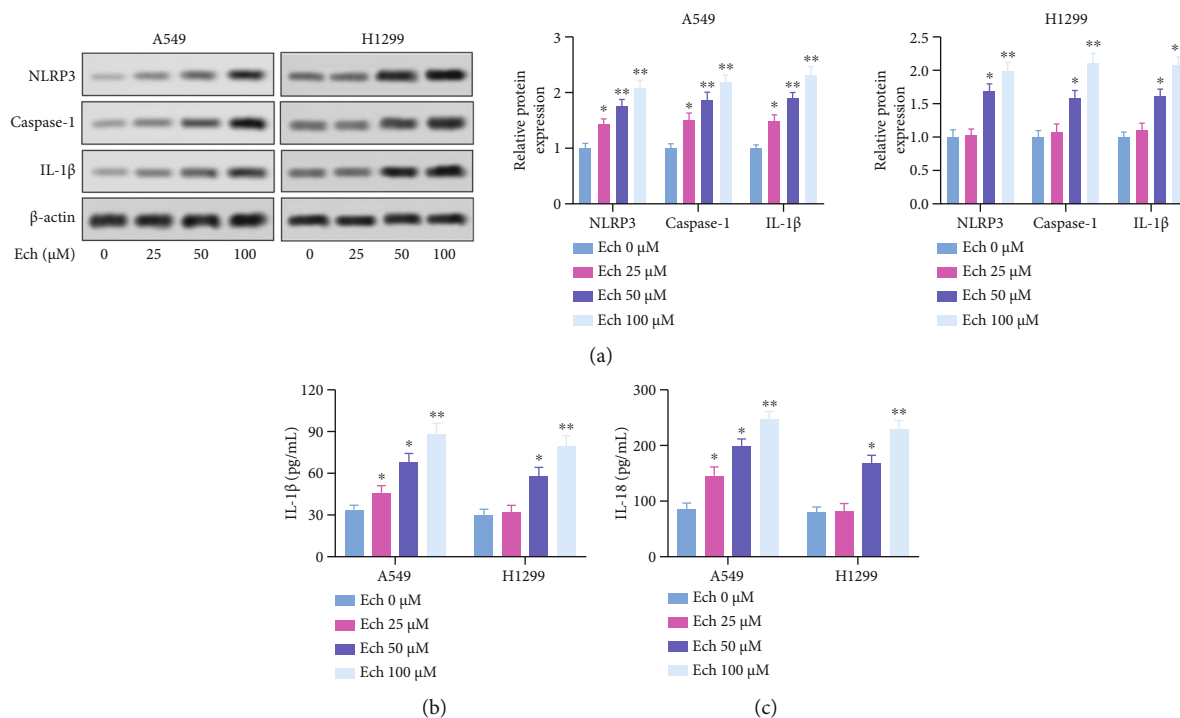 A549 H1299
NLRP3
Caspase-1
IL-1β
β-actin
Ech (μM) 0 25 50 100 0 25 50 100
A549
Relative protein
expression
3
2
1
0
* ** ** * ** ** * ** **
NLRP3 Caspase-1 IL-1β
Ech 0 μM
Ech 25 μM
Ech 50 μM
Ech 100 μM
H1299
Relative protein
expression
2.5
2.0
1.5
1.0
0.5
0.0
* ** * ** * *
NLRP3 Caspase-1 IL-1β
Ech 0 μM
Ech 25 μM
Ech 50 μM
Ech 100 μM
(a)
IL-1β (pg/mL)
120
90
60
30
0
* * ** * **
A549 H1299
Ech 0 μM
Ech 25 μM
Ech 50 μM
Ech 100 μM
(b)
IL-18 (pg/mL)
300
200
100
0
* * ** * **
A549 H1299
Ech 0 μM
Ech 25 μM
Ech 50 μM
Ech 100 μM
(c)